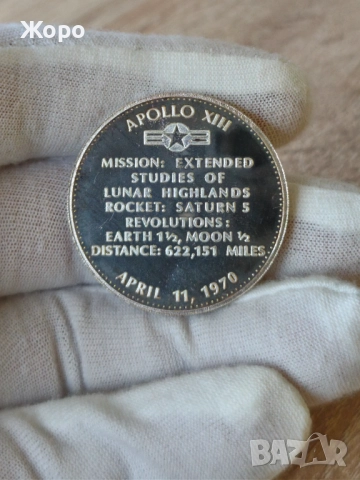 Жоро
APOLLO XIII
MISSION: EXTENDED
STUDIES OF
LUNAR HIGHLANDS
ROCKET: SATURN 5
REVOLUTIONS:
EARTH 1½, MOON ½
DISTANCE: 622,151 MILES
APRIL 11, 1970
BAZAR